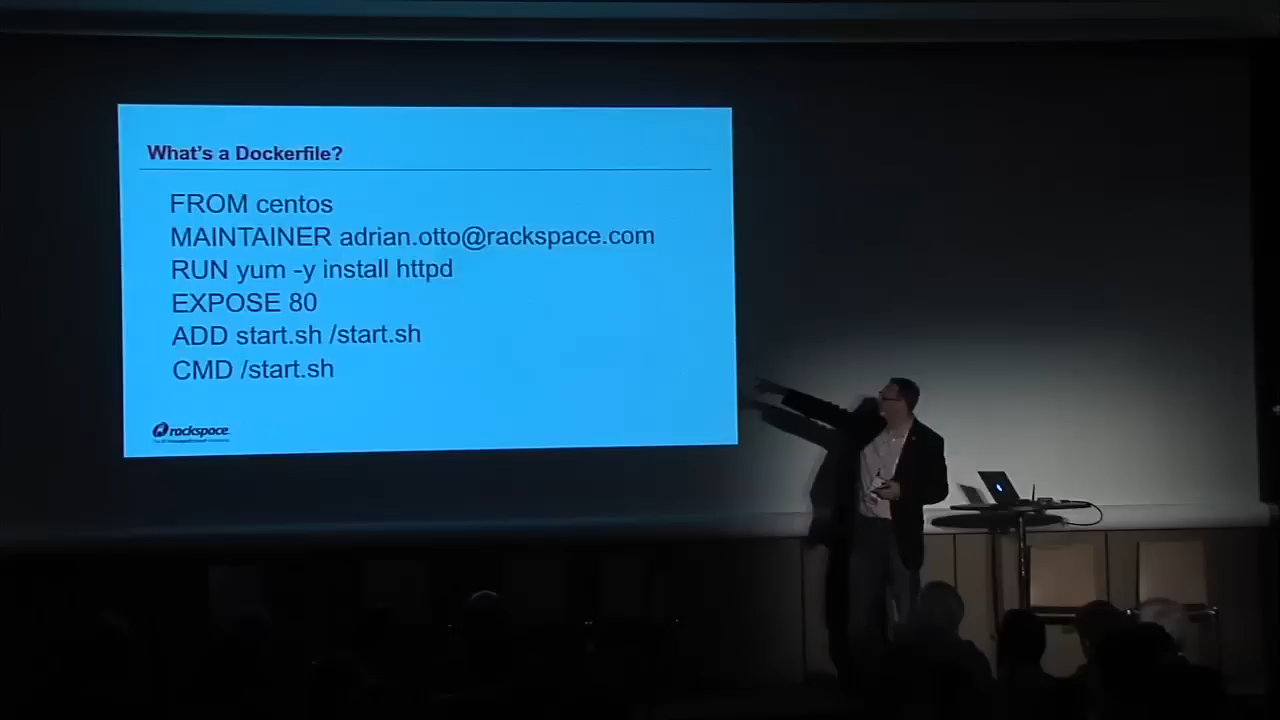 What's a Dockerfile?
FROM centos
MAINTAINER adrian.otto@rackspace.com
RUN yum -y install httpd
EXPOSE 80
ADD start.sh /start.sh
CMD /start.sh
rackspace